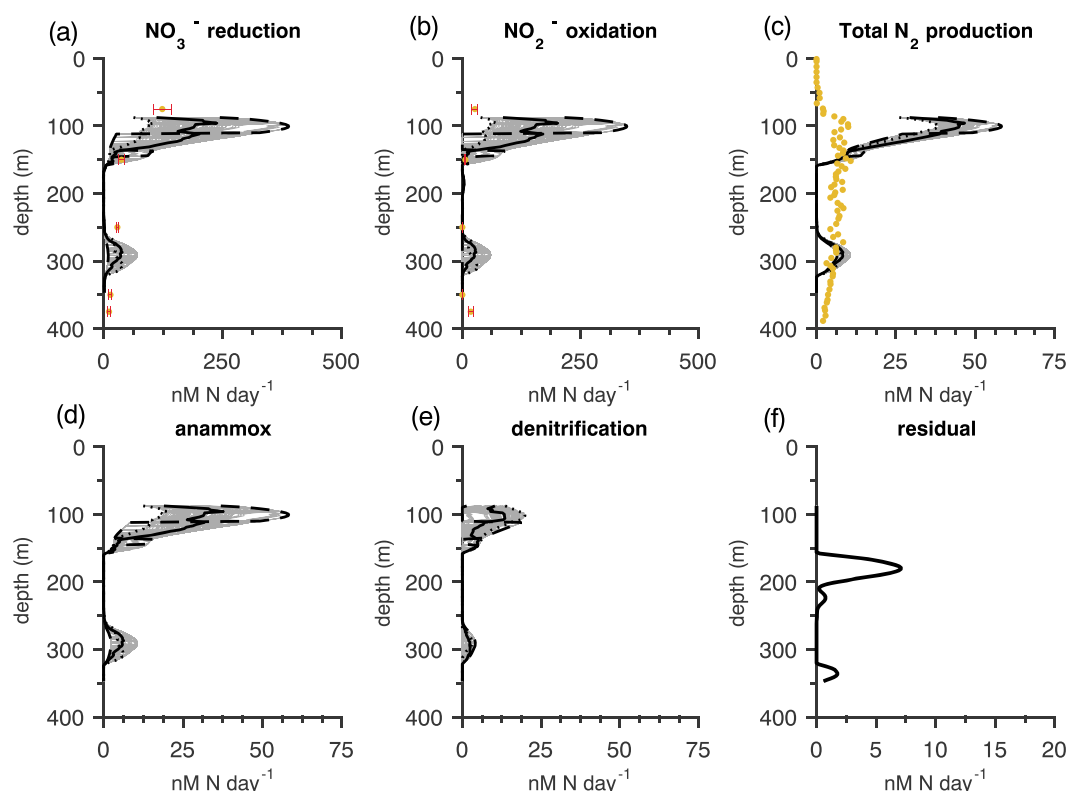 (a) NO3- reduction
(b) NO2- oxidation
(c) Total N2 production
0
100
200
300
400
depth (m)
0 250 500
nM N day-1
0
100
200
300
400
depth (m)
0 250 500
nM N day-1
0
100
200
300
400
depth (m)
0 25 50 75
nM N day-1
(d) anammox
(e) denitrification
(f) residual
0
100
200
300
400
depth (m)
0 25 50 75
nM N day-1
0
100
200
300
400
depth (m)
0 25 50 75
nM N day-1
0
100
200
300
400
depth (m)
0 5 10 15 20
nM N day-1